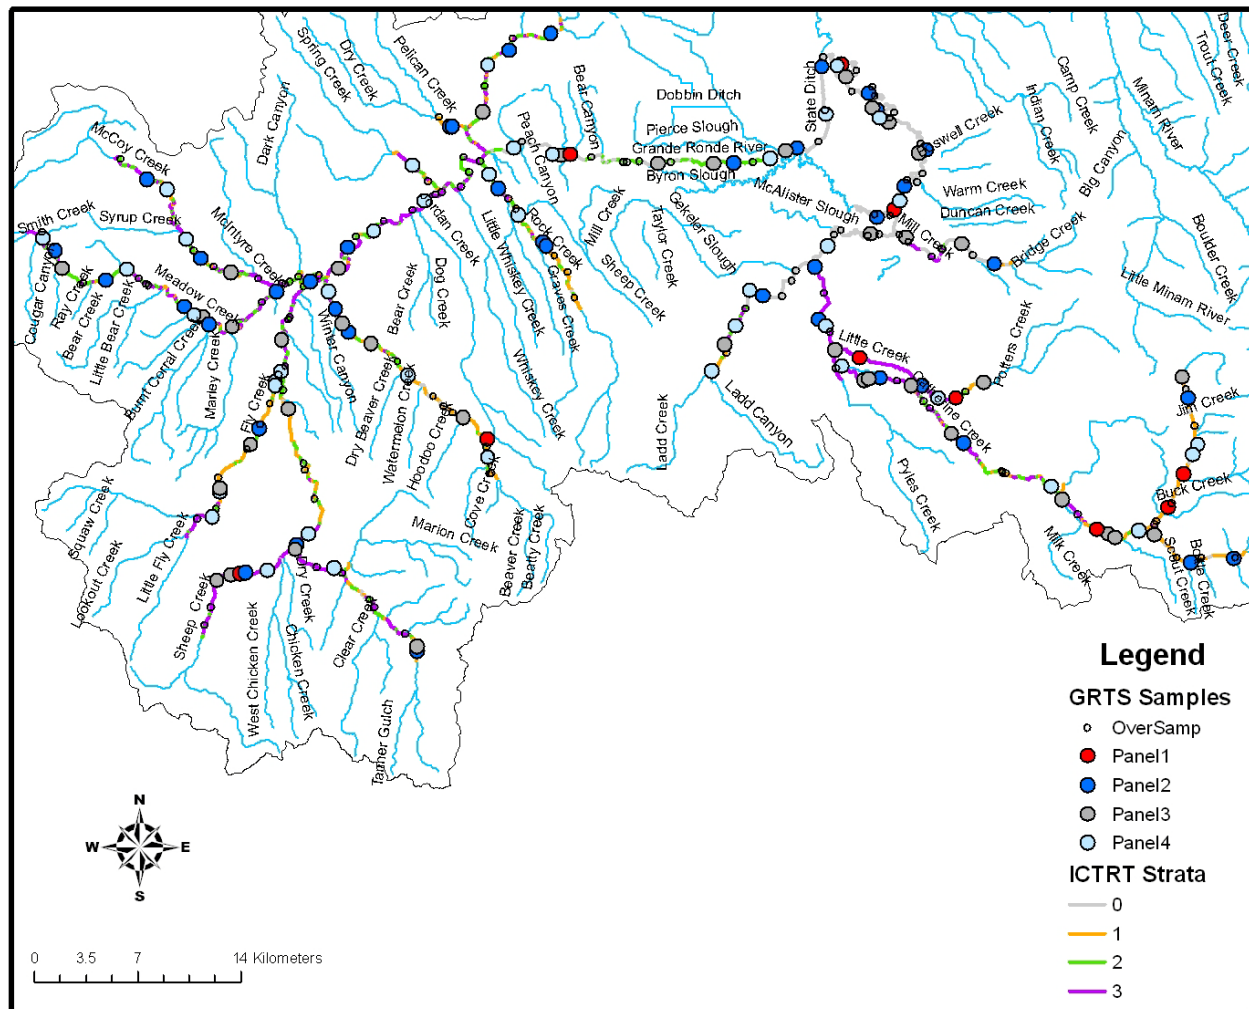 Spring Creek
Dry Creek
Pelican Creek
Bear Canyon
Peach Canyon
Dobbin Ditch
Pierce Slough
Grande Ronde River
Byron Slough
State Ditch
McAlister Slough
Gekeler Slough
Taylor Creek
Mill Creek
Sheep Creek
Rock Creek
Graves Creek
Little Whiskey Creek
Whiskey Creek
Indian Creek
Camp Creek
Big Canyon
Minam River
Trout Creek
Deer Creek
Warm Creek
Duncan Creek
Mill Creek
Bridge Creek
Boulder Creek
Little Minam River
McCoy Creek
Dark Canyon
Smith Creek
Syrup Creek
McIntyre Creek
Cougar Canyon
Ray Creek
Bear Creek
Little Bear Creek
Meadow Creek
Burnt Corral Creek
Marley Creek
Fly Creek
Winter Canyon
Bear Creek
Dog Creek
Dry Beaver Creek
Watermelon Creek
Hoodoo Creek
Cove Creek
Ladd Creek
Ladd Canyon
Little Creek
Potters Creek
Pyles Creek
Jim Creek
Buck Creek
Milk Creek
Scout Creek
Squaw Creek
Lookout Creek
Little Fly Creek
Sheep Creek
West Chicken Creek
Chicken Creek
Clear Creek
Tanner Gulch
Marion Creek
Beaver Creek
Beatty Creek
Legend
GRTS Samples
OverSamp
Panel1
Panel2
Panel3
Panel4
ICTRT Strata
0
1
2
3
N
W E
S
0 3.5 7 14 Kilometers